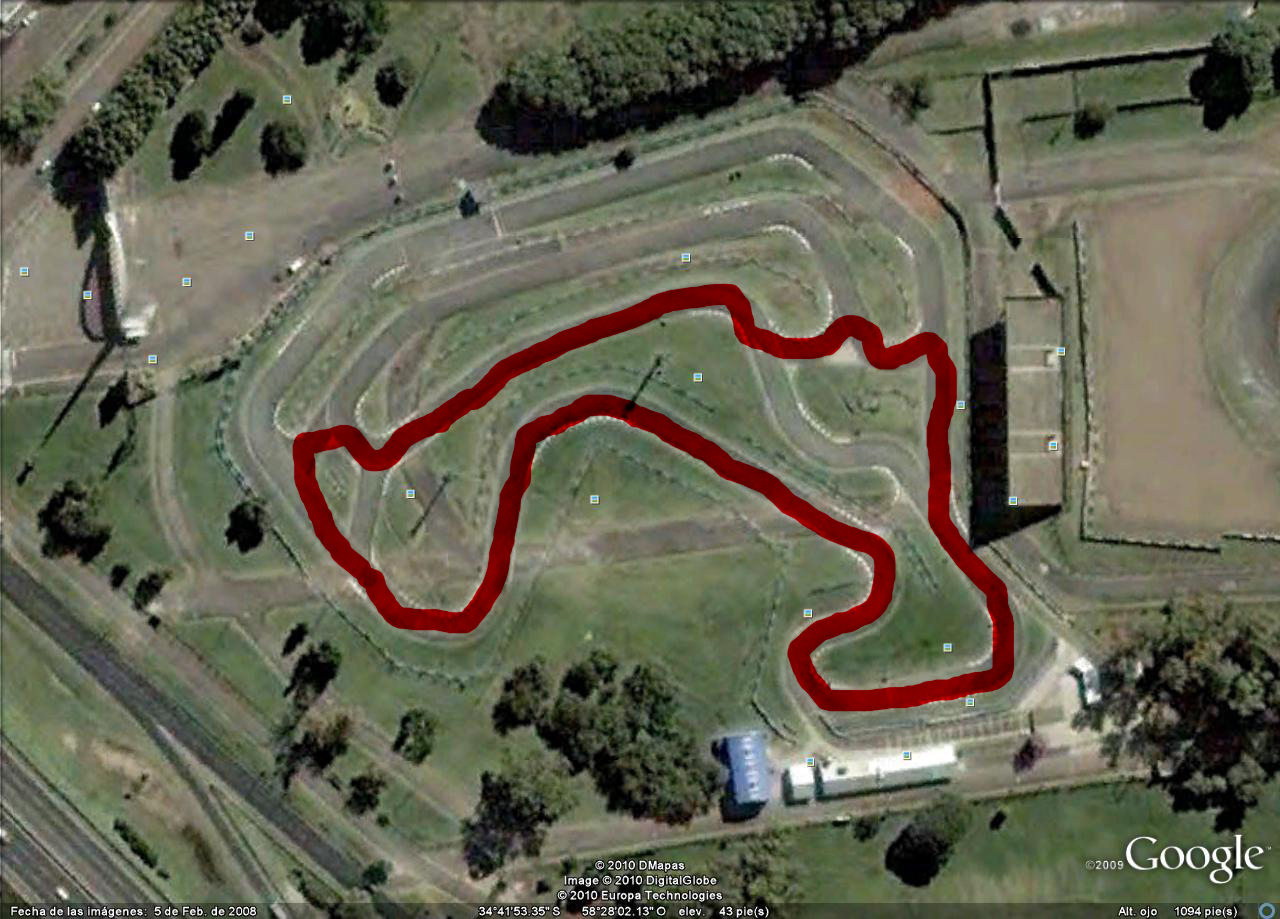 © 2010 DMapas
Image © 2010 DigitalGlobe
© 2010 Europa Technologies
©2009 Google™
Fecha de las imágenes: 5 de Feb. de 2008 34°41'53.35" S 58°28'02.13" O elev. 43 pie(s) Alt. ojo 1094 pie(s)